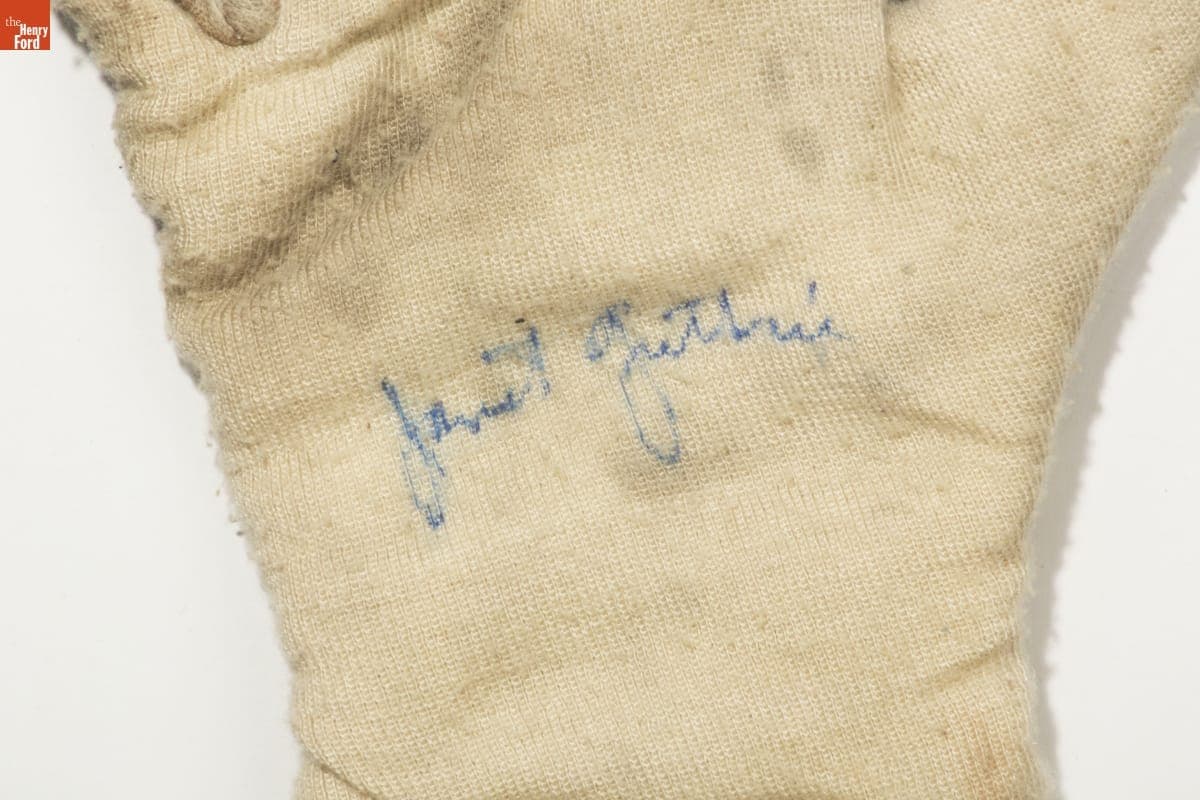 the
Henry
Ford
Janet Guthrie